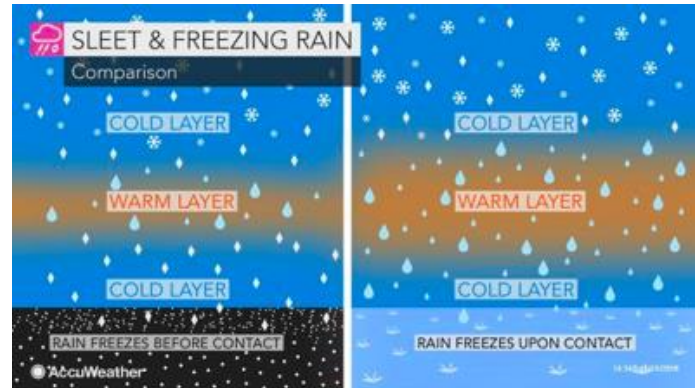 SLEET & FREEZING RAIN
Comparison
COLD LAYER
WARM LAYER
COLD LAYER
RAIN FREEZES BEFORE CONTACT
AccuWeather
COLD LAYER
WARM LAYER
COLD LAYER
RAIN FREEZES UPON CONTACT